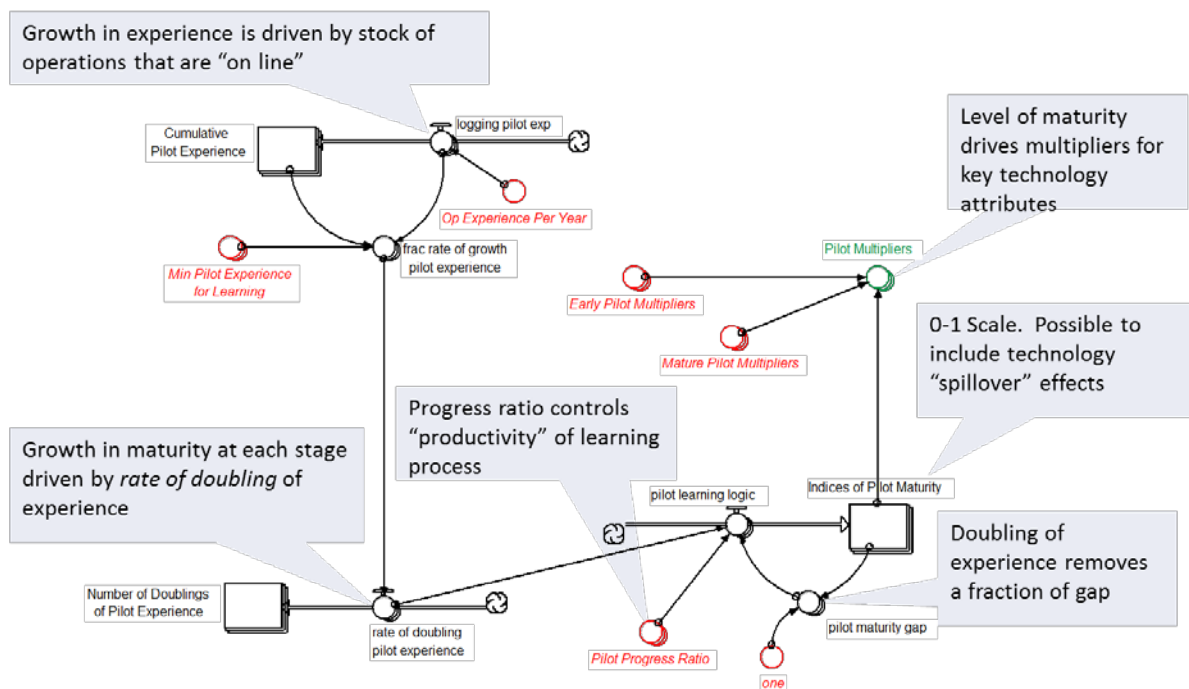 Growth in experience is driven by stock of
operations that are “on line”
logging pilot exp
Cumulative
Pilot Experience
Op Experience Per Year
frac rate of growth
pilot experience
Min Pilot Experience
for Learning
Level of maturity
drives multipliers for
key technology
attributes
Pilot Multipliers
Early Pilot Multipliers
Mature Pilot Multipliers
0-1 Scale.  Possible to
include technology
“spillover” effects
Progress ratio controls
“productivity” of learning
process
Growth in maturity at each stage
driven by rate of doubling of
experience
pilot learning logic
Indices of Pilot Maturity
Doubling of
experience removes
a fraction of gap
Number of Doublings
of Pilot Experience
rate of doubling
pilot experience
Pilot Progress Ratio
pilot maturity gap
one